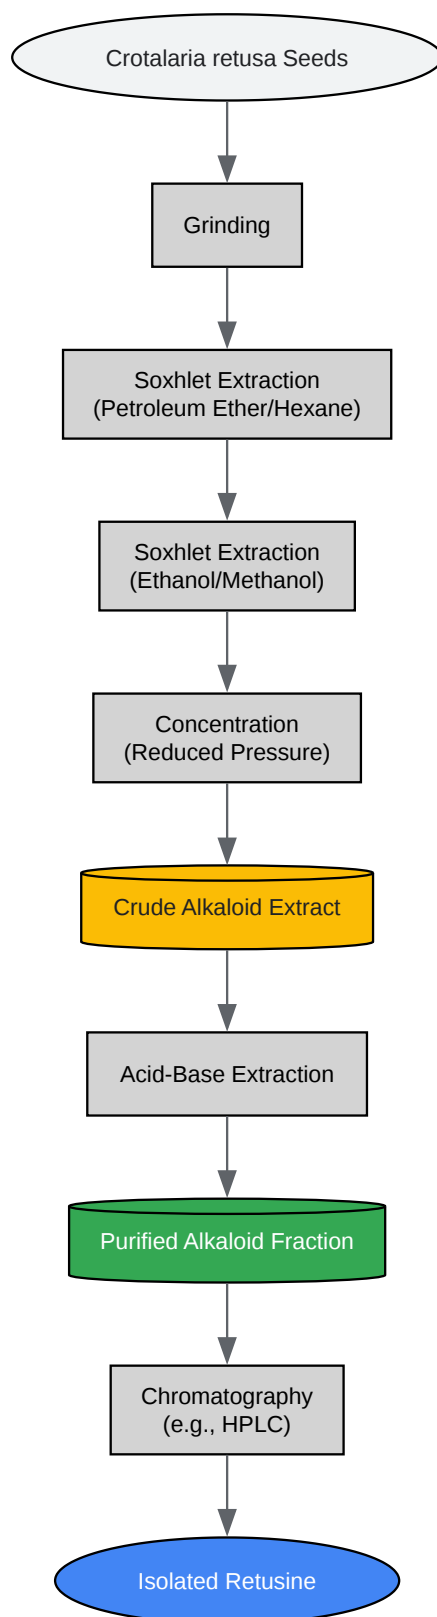 Crotalaria retusa Seeds
Grinding
Soxhlet Extraction
(Petroleum Ether/Hexane)
Soxhlet Extraction
(Ethanol/Methanol)
Concentration
(Reduced Pressure)
Crude Alkaloid Extract
Acid-Base Extraction
Purified Alkaloid Fraction
Chromatography
(e.g., HPLC)
Isolated Retusine